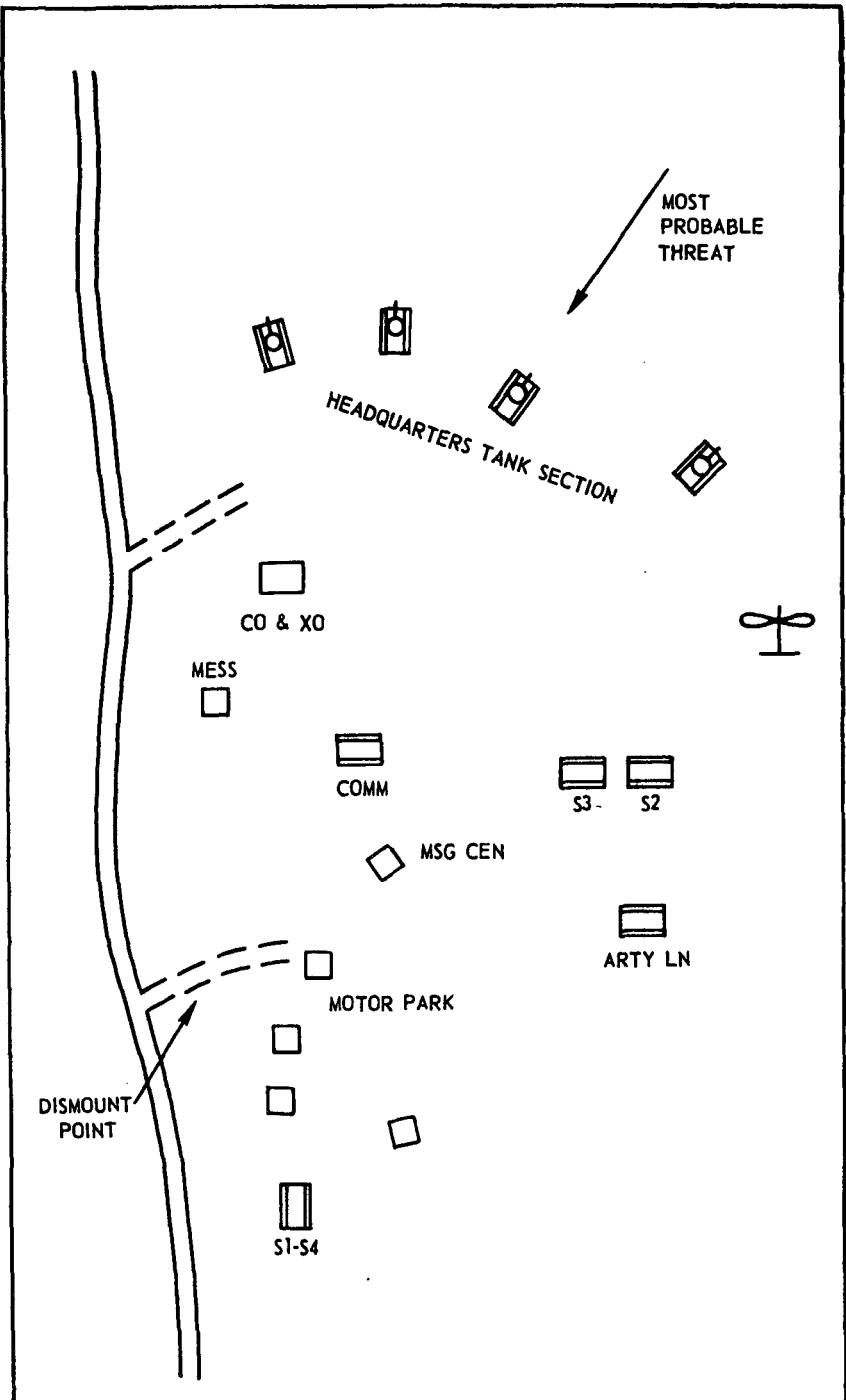 MOST
PROBABLE
THREAT
HEADQUARTERS TANK SECTION
CO & XO
MESS
COMM
S3-
S2
MSG CEN
ARTY LN
MOTOR PARK
DISMOUNT
POINT
S1-S4